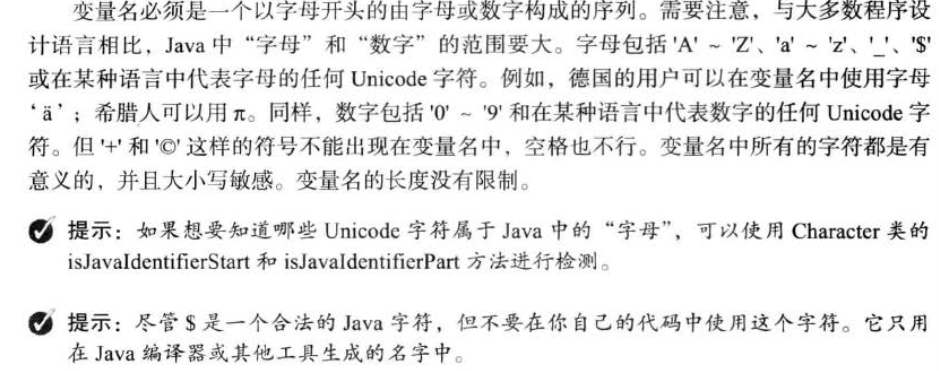 变量名必须是一个以字母开头的由字母或数字构成的序列。需要注意，与大多数程序设
计语言相比，Java 中“字母”和“数字”的范围要大。字母包括 'A' ~ 'Z'、'a' ~ 'z'、'_'、'$'
或在某种语言中代表字母的任何 Unicode 字符。例如，德国的用户可以在变量名中使用字母
‘ä’；希腊人可以用 π。同样，数字包括 '0' ~ '9' 和在某种语言中代表数字的任何 Unicode 字
符。但 '+' 和 '©' 这样的符号不能出现在变量名中，空格也不行。变量名中所有的字符都是有
意义的，并且大小写敏感。变量名的长度没有限制。
提示：如果想要知道哪些 Unicode 字符属于 Java 中的“字母”，可以使用 Character 类的
isJavaIdentifierStart 和 isJavaIdentifierPart 方法进行检测。
提示：尽管 $ 是一个合法的 Java 字符，但不要在你自己的代码中使用这个字符。它只用
在 Java 编译器或其他工具生成的名字中。